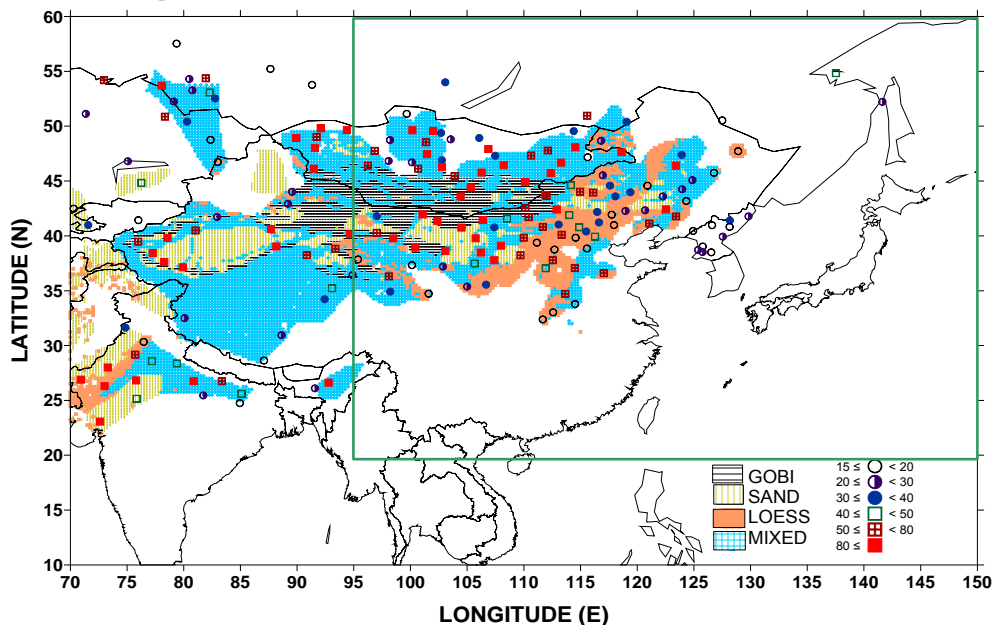 60
55
50
45
40
35
30
25
20
15
10
LATITUDE (N)
GOBI
SAND
LOESS
MIXED
15 ≤ < 20
20 ≤ < 30
30 ≤ < 40
40 ≤ < 50
50 ≤ < 80
80 ≤
70 75 80 85 90 95 100 105 110 115 120 125 130 135 140 145 150
LONGITUDE (E)